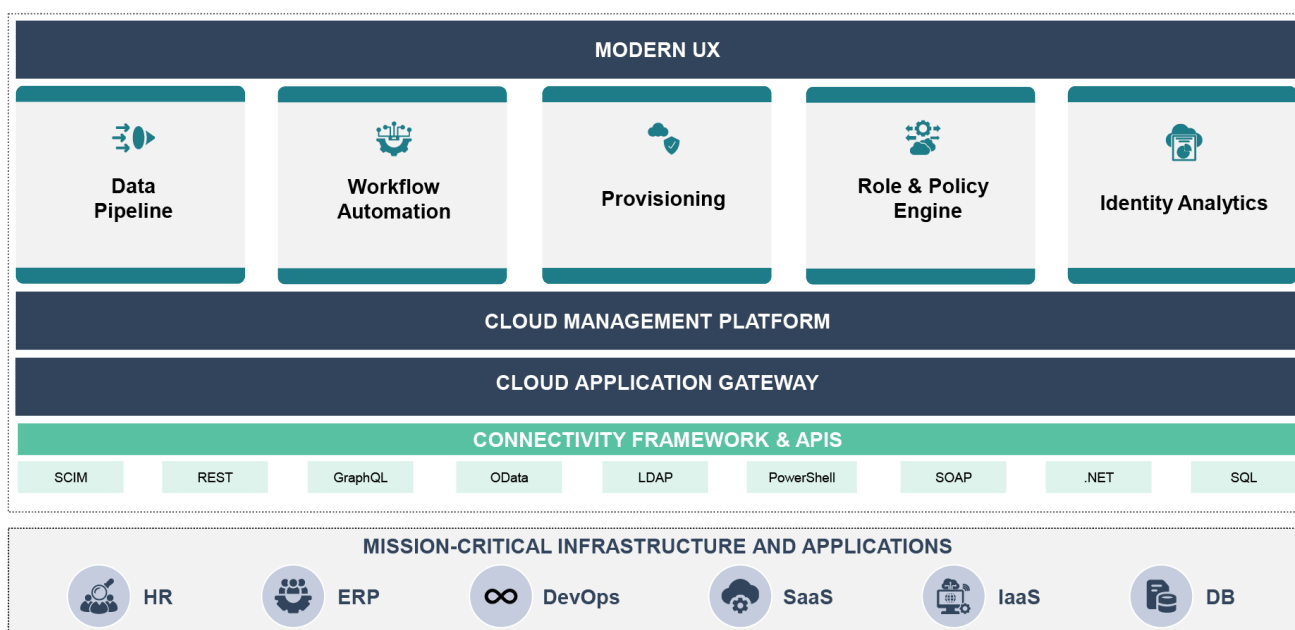 MODERN UX
Data
Pipeline
Workflow
Automation
Provisioning
Role & Policy
Engine
Identity Analytics
CLOUD MANAGEMENT PLATFORM
CLOUD APPLICATION GATEWAY
CONNECTIVITY FRAMEWORK & APIS
SCIM
REST
GraphQL
OData
LDAP
PowerShell
SOAP
.NET
SQL
MISSION-CRITICAL INFRASTRUCTURE AND APPLICATIONS
HR
ERP
DevOps
SaaS
IaaS
DB